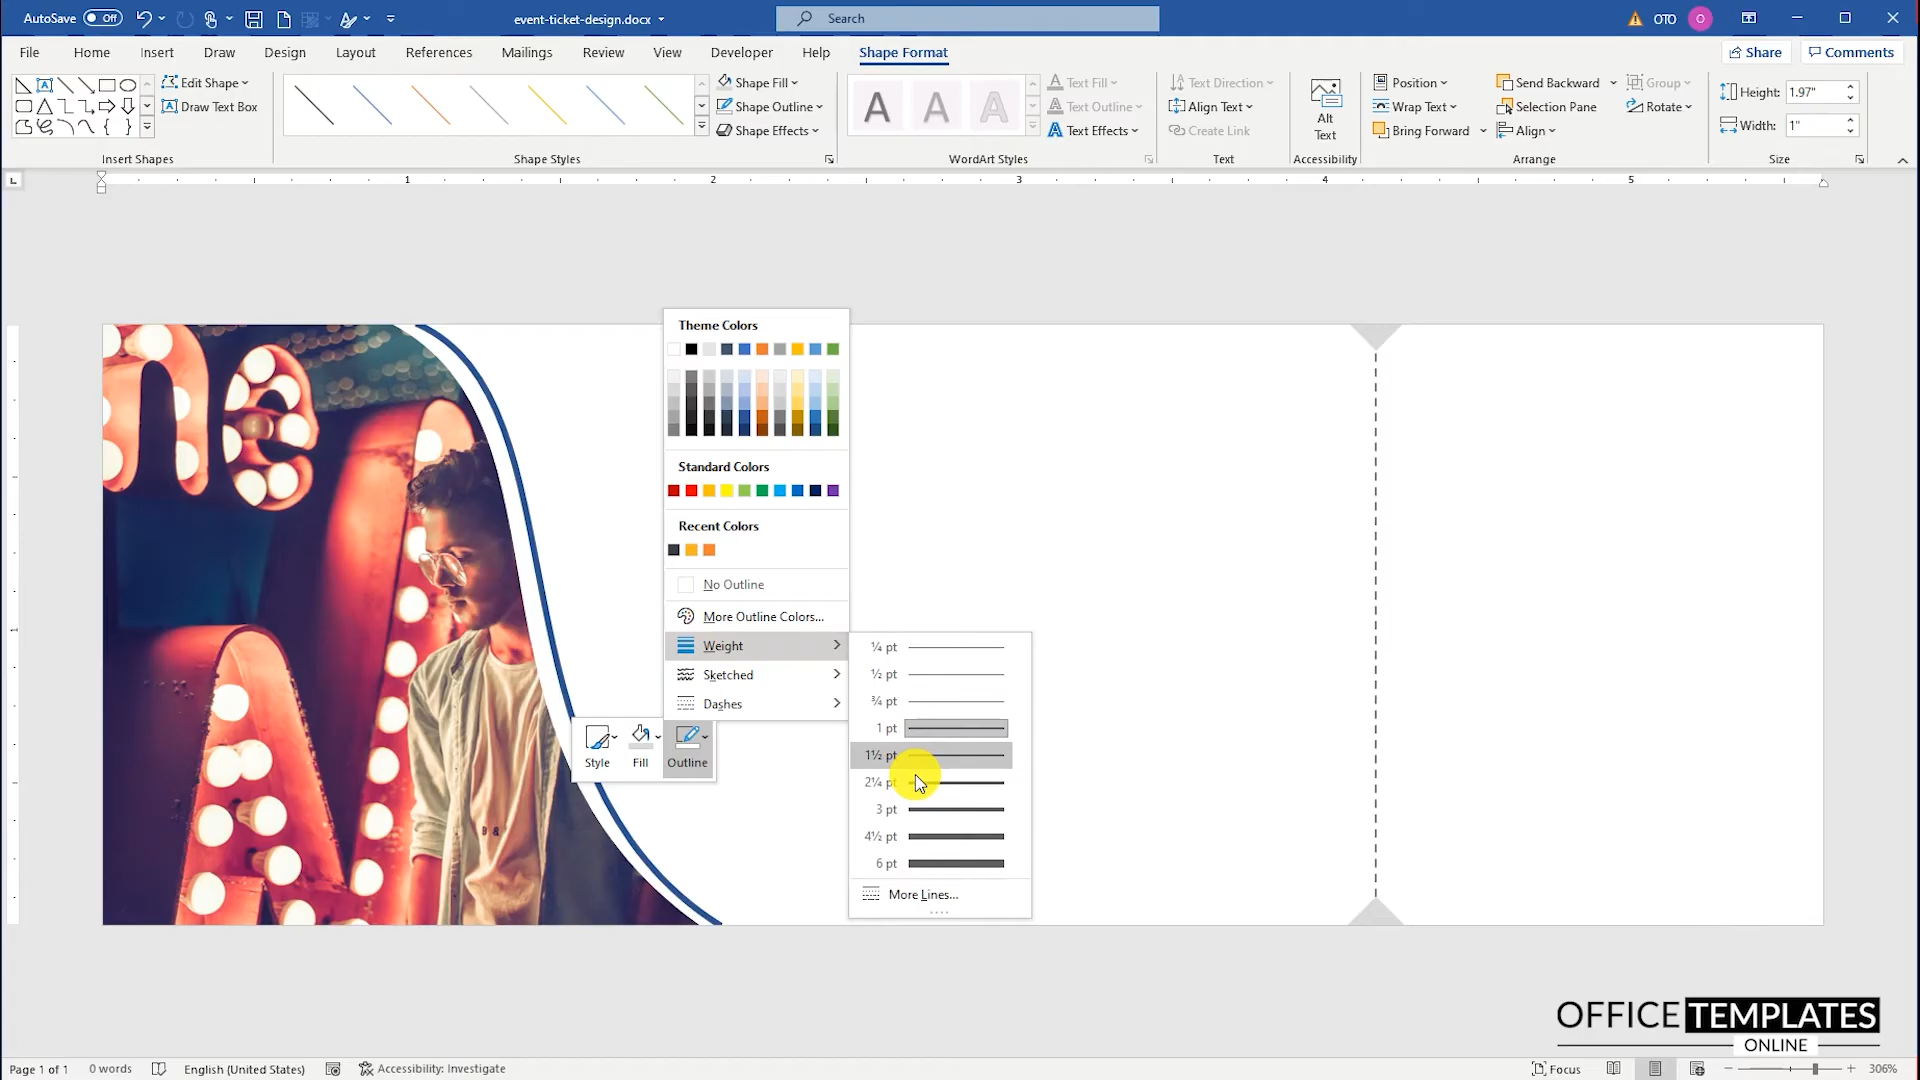 AutoSave Off event-ticket-design.docx Search OTO O
File Home Insert Draw Design Layout References Mailings Review View Developer Help Shape Format Share Comments
Edit Shape Shape Fill A A A Text Fill Text Direction Position Send Backward Group Height: 1.97"
Draw Text Box Shape Outline Text Outline Align Text Alt Wrap Text Selection Pane Rotate
Shape Effects Text Effects Create Link Text Bring Forward Align Width: 1"
Insert Shapes Shape Styles WordArt Styles Text Accessibility Arrange Size
1 2 3 4 5
Theme Colors
Standard Colors
Recent Colors
No Outline
More Outline Colors...
Weight
Sketched
Dashes
Style Fill Outline
¼ pt
½ pt
¾ pt
1 pt
1½ pt
2¼ pt
3 pt
4½ pt
6 pt
More Lines...
ne
D &
OFFICE TEMPLATES
ONLINE
Page 1 of 1 0 words English (United States) Accessibility: Investigate Focus 306%